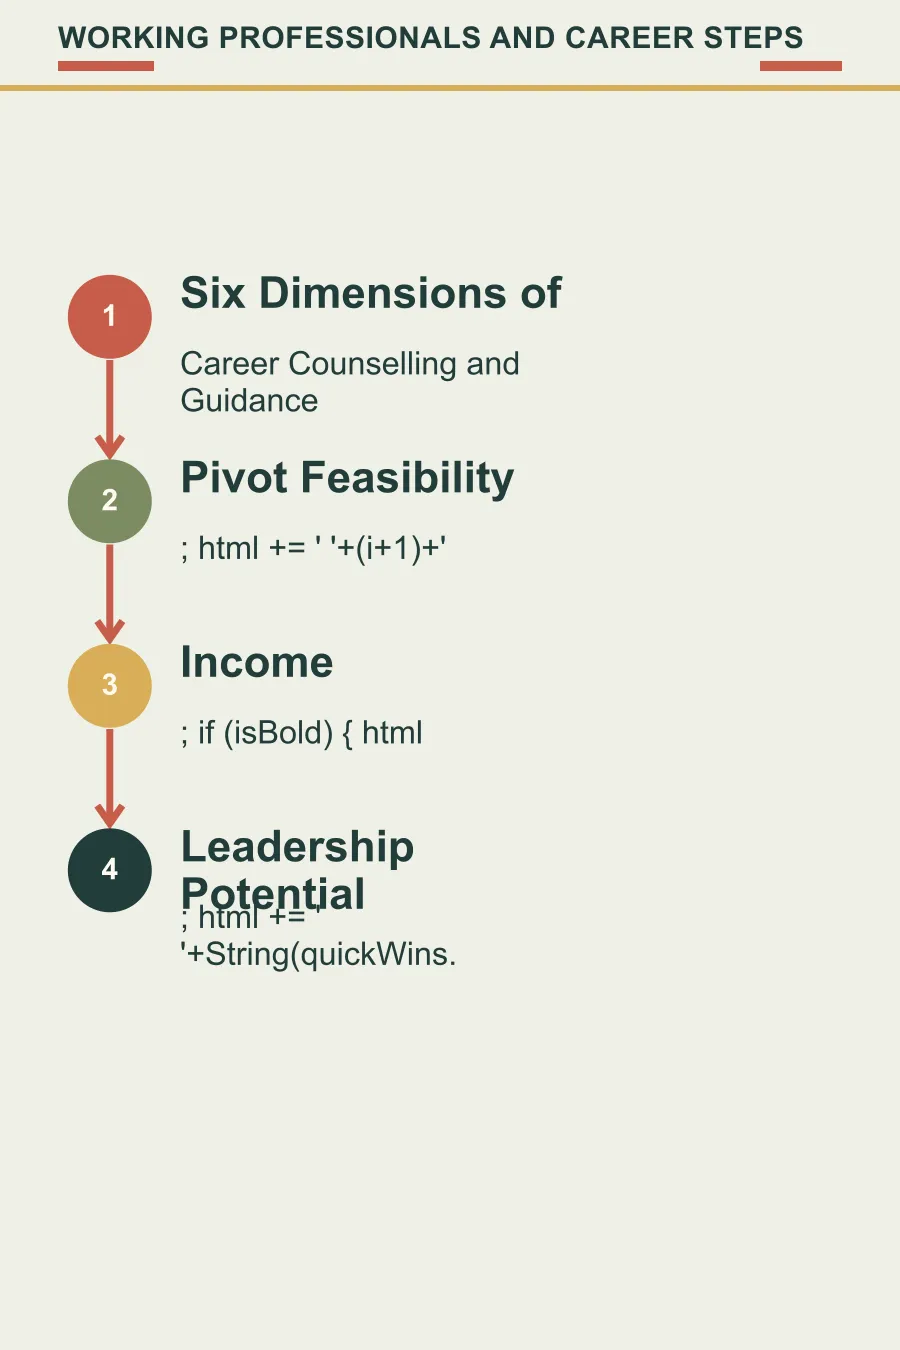 WORKING PROFESSIONALS AND CAREER STEPS
1
Six Dimensions of
Career Counselling and
Guidance
2
Pivot Feasibility
; html += ' '+(i+1)+'
3
Income
; if (isBold) { html
4
Leadership
Potential
; html += '
'+String(quickWins.